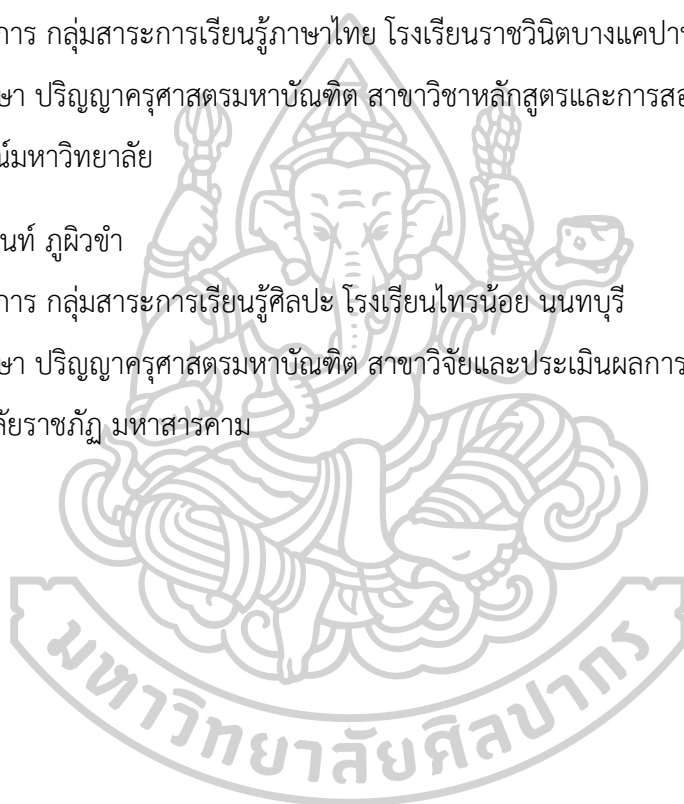 การ กลุ่มสาระการเรียนรู้ภาษาไทย โรงเรียนราชวินิตบางแคปาน
ษา ปริญญาครุศาสตรมหาบัณฑิต สาขาวิชาหลักสูตรและการสอ
น์มหาวิทยาลัย
นท์ ภูผิวขำ
การ กลุ่มสาระการเรียนรู้ศิลปะ โรงเรียนไทรน้อย นนทบุรี
ษา ปริญญาครุศาสตรมหาบัณฑิต สาขาวิจัยและประเมินผลการ
ลัยราชภัฏ มหาสารคาม
มหาวิทยาลัยศิลปากร